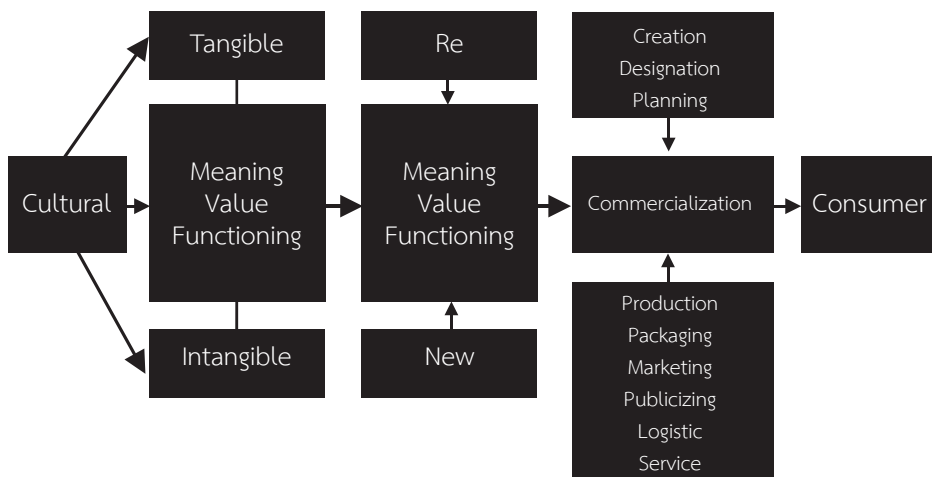 Cultural
Tangible
Meaning
Value
Functioning
Intangible
Re
Meaning
Value
Functioning
New
Creation
Designation
Planning
Commercialization
Production
Packaging
Marketing
Publicizing
Logistic
Service
Consumer